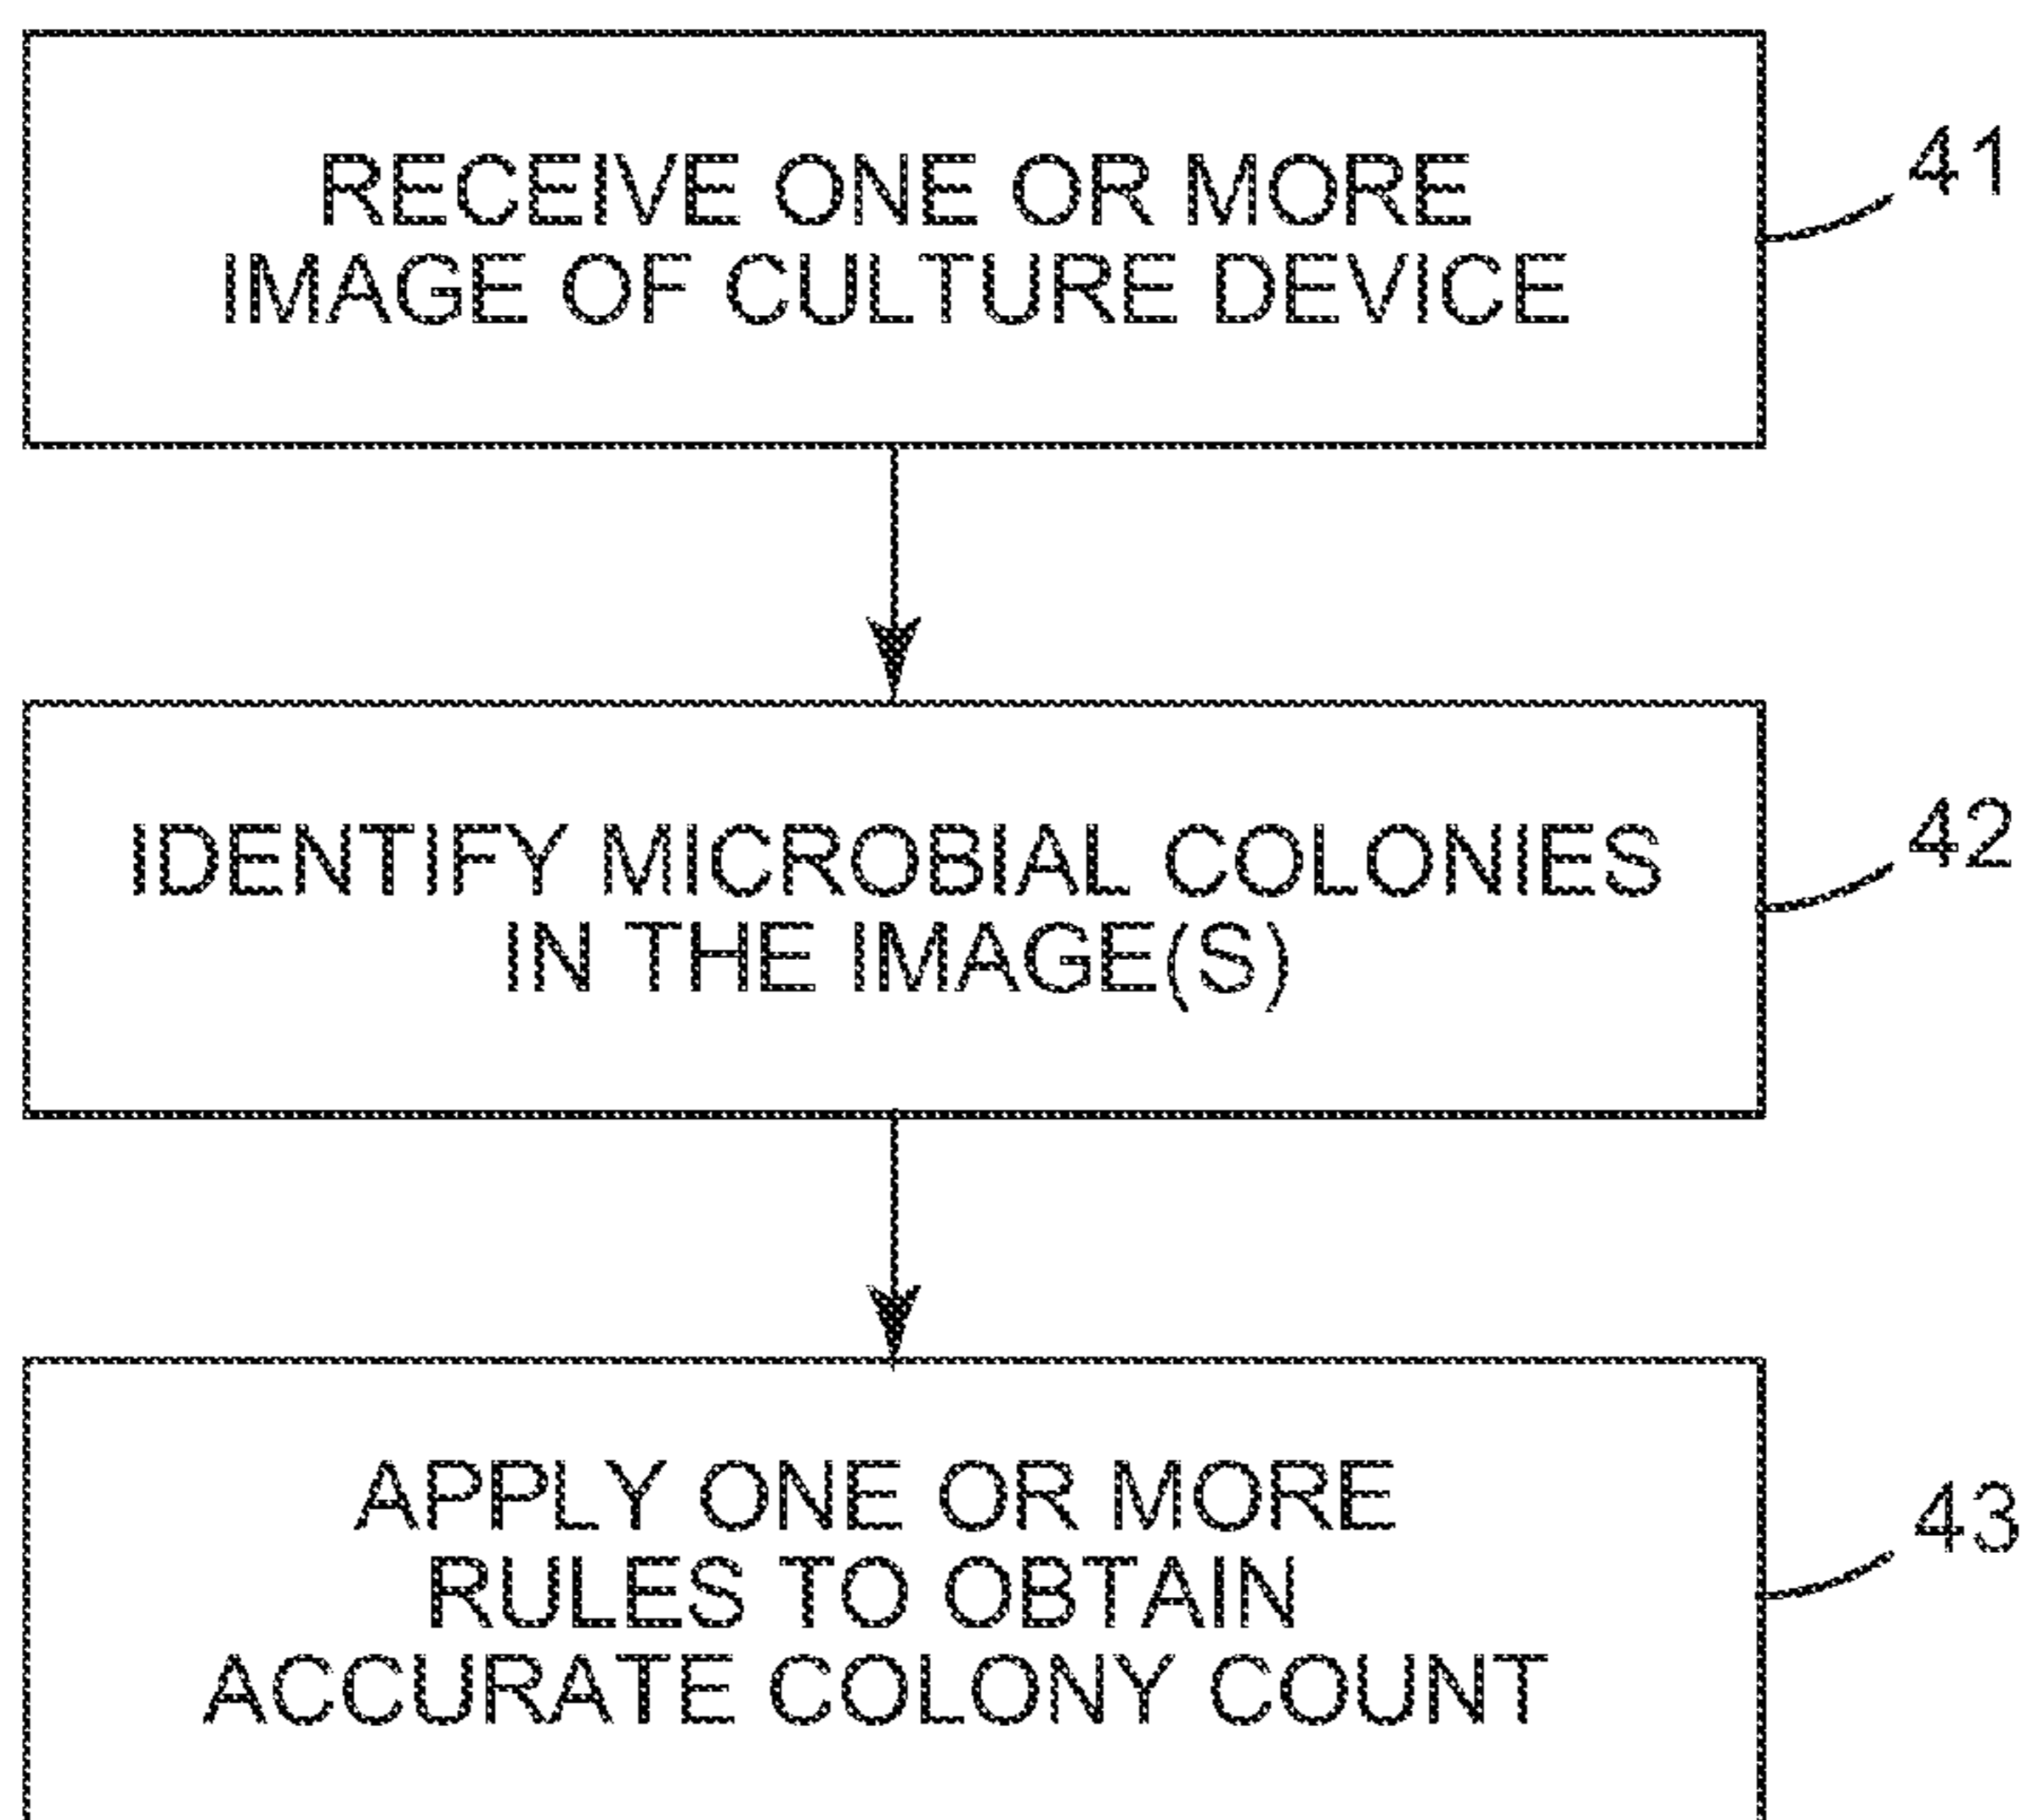 RECEIVE ONE OR MORE
IMAGE OF CULTURE DEVICE
41
IDENTIFY MICROBIAL COLONIES
IN THE IMAGE(S)
42
APPLY ONE OR MORE
RULES TO OBTAIN
ACCURATE COLONY COUNT
43